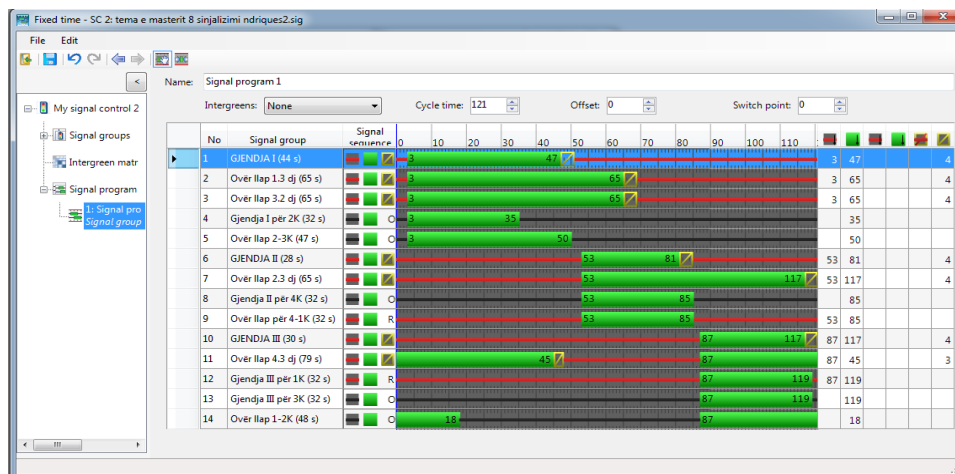 Fixed time - SC 2: tema e masterit 8 sinjalizimi ndriques2.sig
File Edit
< Name: Signal program 1
My signal control 2
Signal groups
Intergreen matr
Signal program
1: Signal pro
Signal group
Intergreens: None Cycle time: 121 Offset: 0 Switch point: 0
No Signal group Signal sequence 0 10 20 30 40 50 60 70 80 90 100 110
1 GJENDJA I (44 s) 3 47 3 47 4
2 Ovër llap 1.3 dj (65 s) 3 65 3 65 4
3 Ovër llap 3.2 dj (65 s) 3 65 3 65 4
4 Gjendja I për 2K (32 s) O 3 35 35
5 Ovër llap 2-3K (47 s) O 3 50 50
6 GJENDJA II (28 s) 53 81 53 81 4
7 Ovër llap 2.3 dj (65 s) 53 117 53 117 4
8 Gjendja II për 4K (32 s) O 53 85 85
9 Ovër llap për 4-1K (32 s) R 53 85 53 85
10 GJENDJA III (30 s) 87 117 87 117 4
11 Ovër llap 4.3 dj (79 s) 45 87 87 45 3
12 Gjendja III për 1K (32 s) R 87 119 87 119
13 Gjendja III për 3K (32 s) O 87 119 119
14 Ovër llap 1-2K (48 s) O 18 87 18